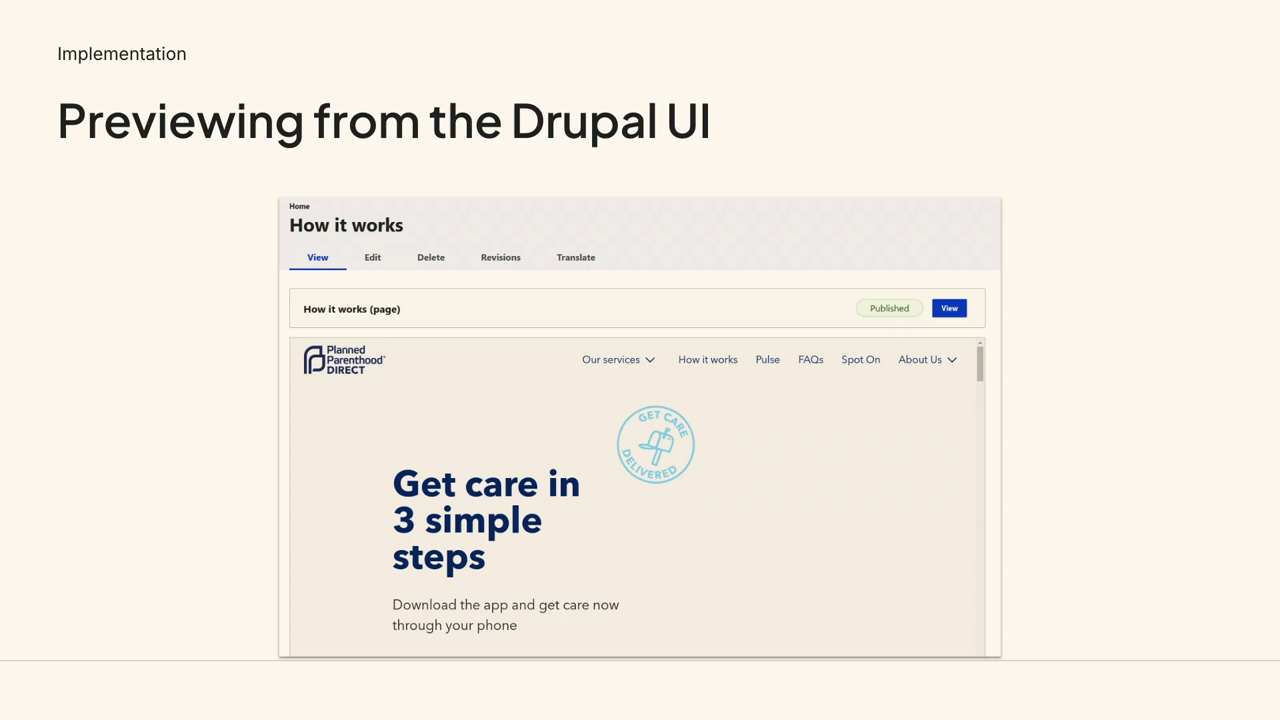 Implementation
Previewing from the Drupal UI
Home
How it works
View Edit Delete Revisions Translate
How it works (page) Published View
Planned
Parenthood®
DIRECT
Our services How it works Pulse FAQs Spot On About Us
GET CARE
DELIVERED
Get care in
3 simple
steps
Download the app and get care now
through your phone